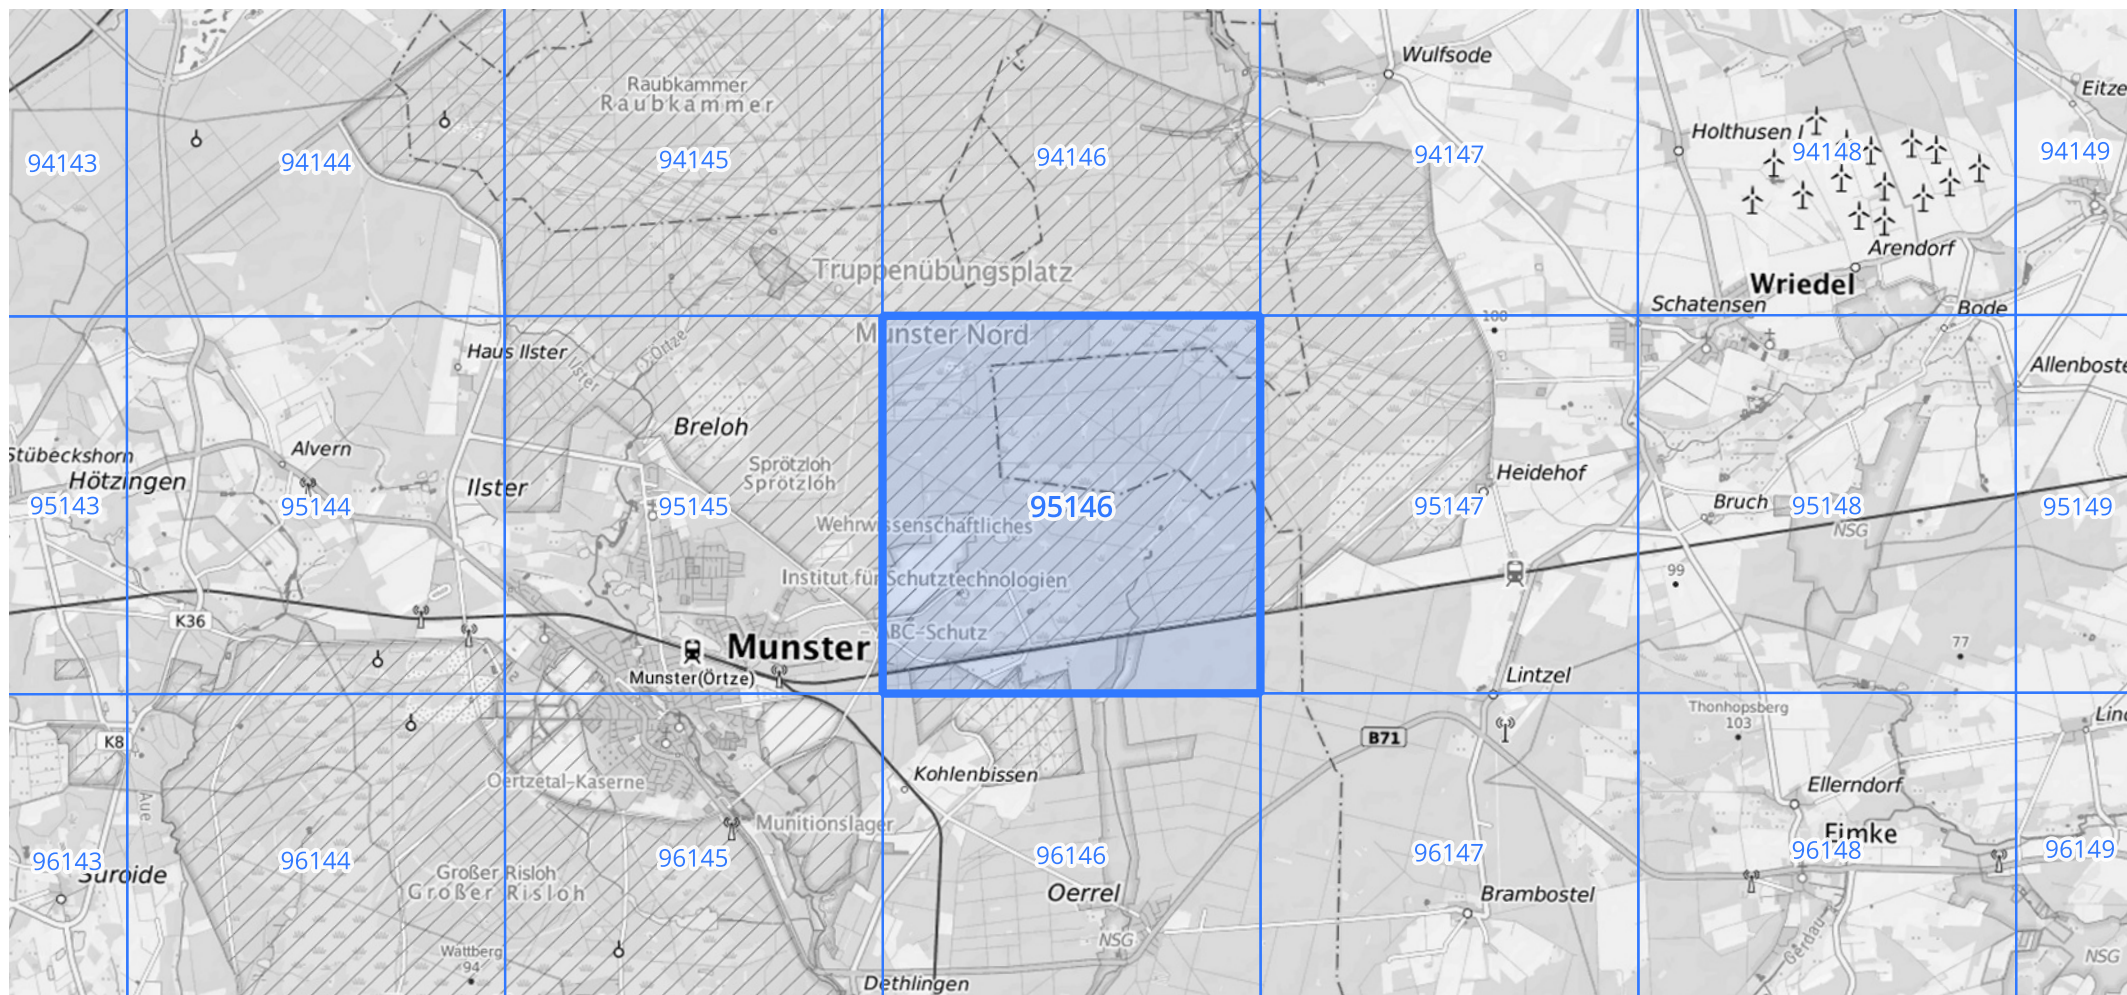 Wulfsode
Raubkammer
Raubkammer
Eitze
Holthusen I
94143
94144
94145
94146
94147
94148
94149
Arendorf
Truppenübungsplatz
Wriedel
Schatensen
Bode
108
Munster Nord
Haus Ilster
Örtze
Ilster
Allenboste
Breloh
Stübeckshorn
Alvern
Sprötzloh
Sprötzloh
Hötzingen
Ilster
Heidehof
95143
95144
95145
95146
95147
Bruch
95148
95149
Wehrwissenschaftliches
NSG
Institut für Schutztechnologien
99
K36
ABC-Schutz
Munster
77
Munster(Örtze)
Lintzel
Thonhopsberg
103
Lind
K8
B71
Oertzetal-Kaserne
Kohlenbissen
Ellerndorf
Aue
Munitionslager
Eimke
96143
96144
96145
96146
96147
96148
96149
Suroide
Großer Risloh
Großer Risloh
Oerrel
Brambostel
NSG
Gerdau
Wattberg
94
NSG
Dethlingen